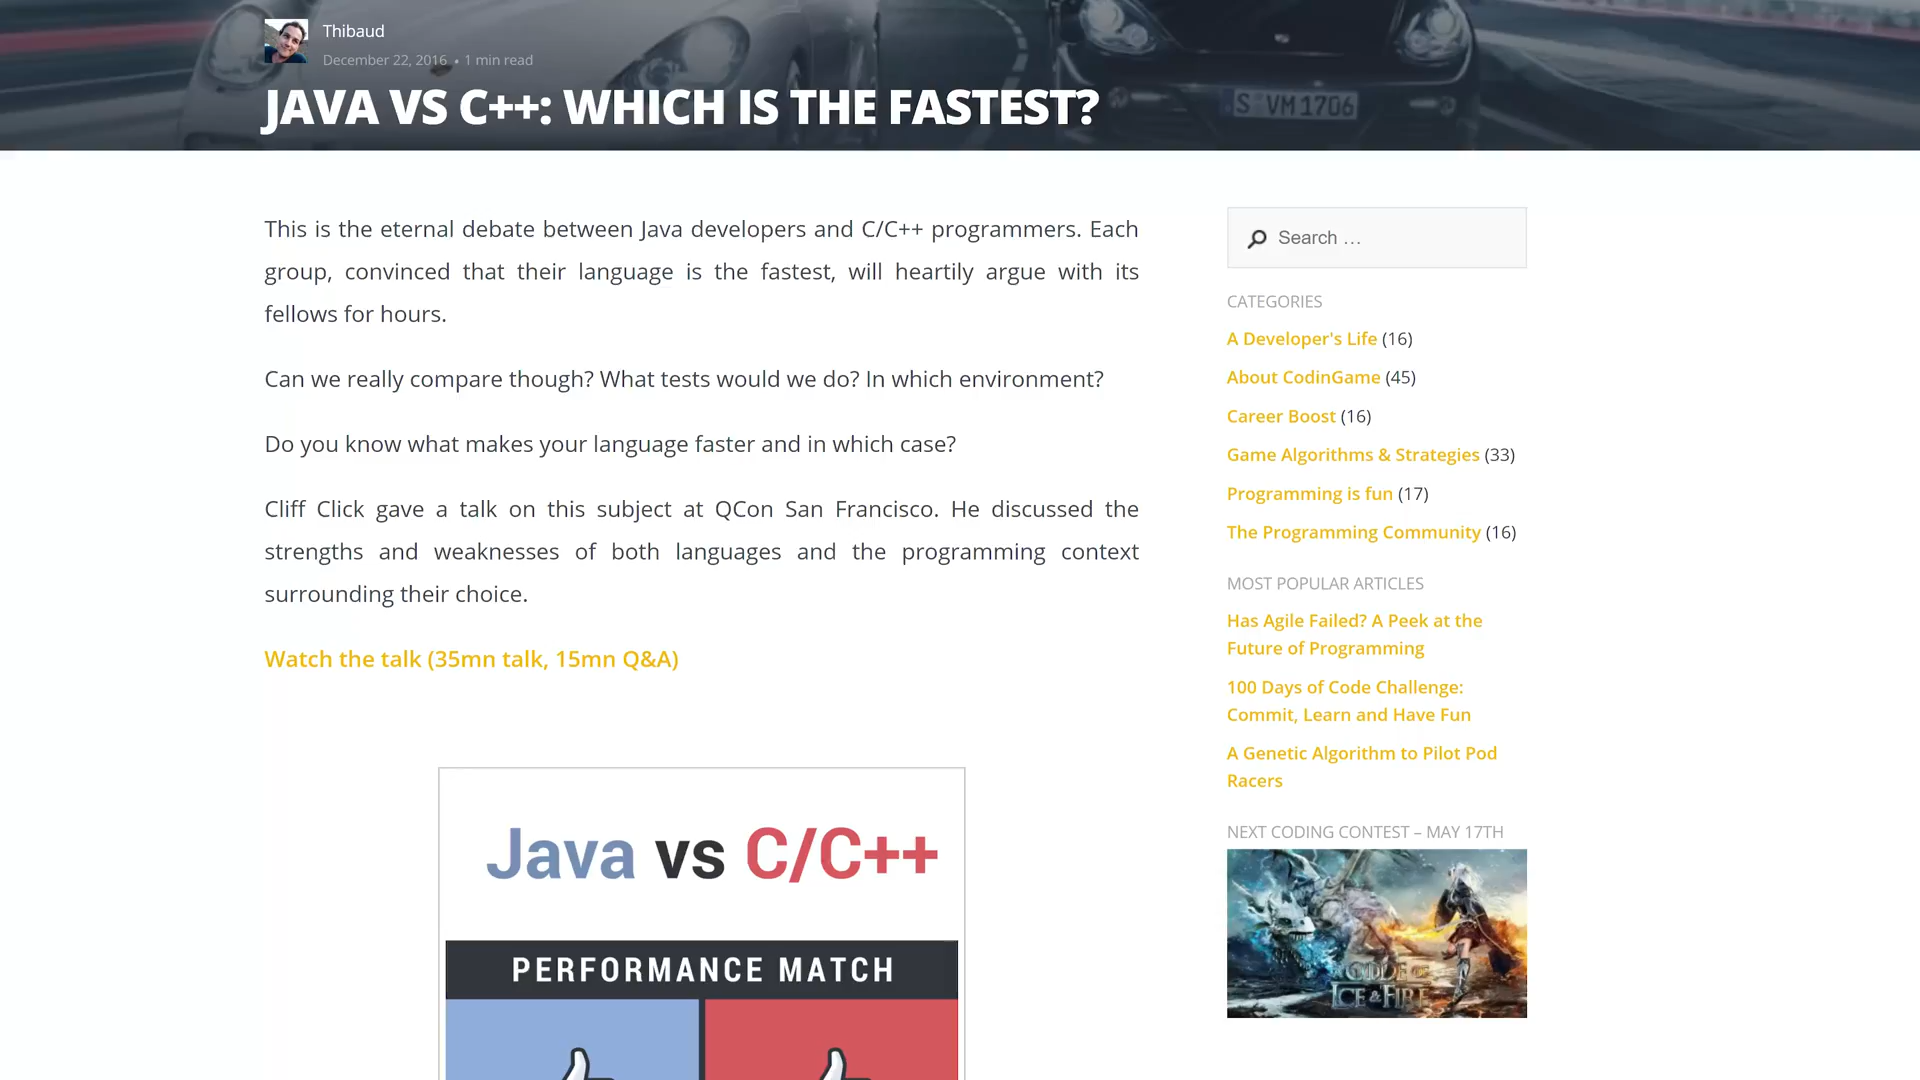 Thibaud
December 22, 2016 • 1 min read
JAVA VS C++: WHICH IS THE FASTEST?
S VM 1706
This is the eternal debate between Java developers and C/C++ programmers. Each
group, convinced that their language is the fastest, will heartily argue with its
fellows for hours.
Can we really compare though? What tests would we do? In which environment?
Do you know what makes your language faster and in which case?
Cliff Click gave a talk on this subject at QCon San Francisco. He discussed the
strengths and weaknesses of both languages and the programming context
surrounding their choice.
Watch the talk (35mn talk, 15mn Q&A)
Java vs C/C++
PERFORMANCE MATCH
Search …
CATEGORIES
A Developer's Life (16)
About CodinGame (45)
Career Boost (16)
Game Algorithms & Strategies (33)
Programming is fun (17)
The Programming Community (16)
MOST POPULAR ARTICLES
Has Agile Failed? A Peek at the
Future of Programming
100 Days of Code Challenge:
Commit, Learn and Have Fun
A Genetic Algorithm to Pilot Pod
Racers
NEXT CODING CONTEST – MAY 17TH
CODE OF
ICE & FIRE